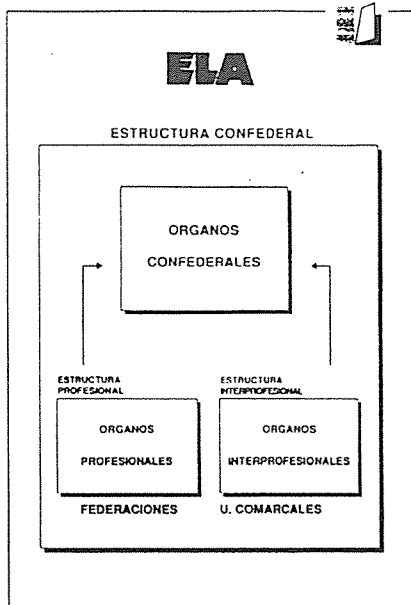 ELA
ESTRUCTURA CONFEDERAL
ORGANOS
CONFEDERALES
ESTRUCTURA
PROFESIONAL
ORGANOS
PROFESIONALES
FEDERACIONES
ESTRUCTURA
INTERPROFESIONAL
ORGANOS
INTERPROFESIONALES
U. COMARCALES